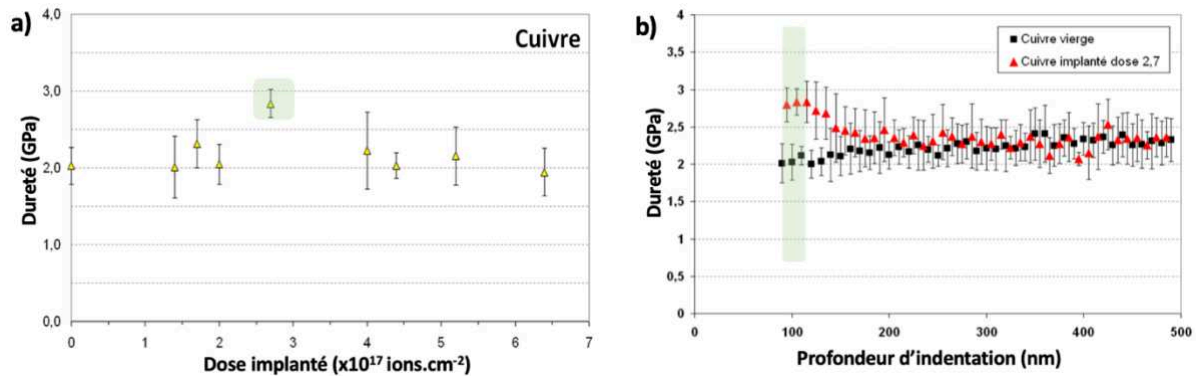 a)
Cuivre
4,0
3,0
2,0
1,0
0,0
Dureté (GPa)
0 1 2 3 4 5 6 7
Dose implanté (x10¹⁷ ions.cm⁻²)
b)
Cuivre vierge
Cuivre implanté dose 2,7
4
3,5
3
2,5
2
1,5
1
0,5
0
Dureté (GPa)
0 100 200 300 400 500
Profondeur d'indentation (nm)